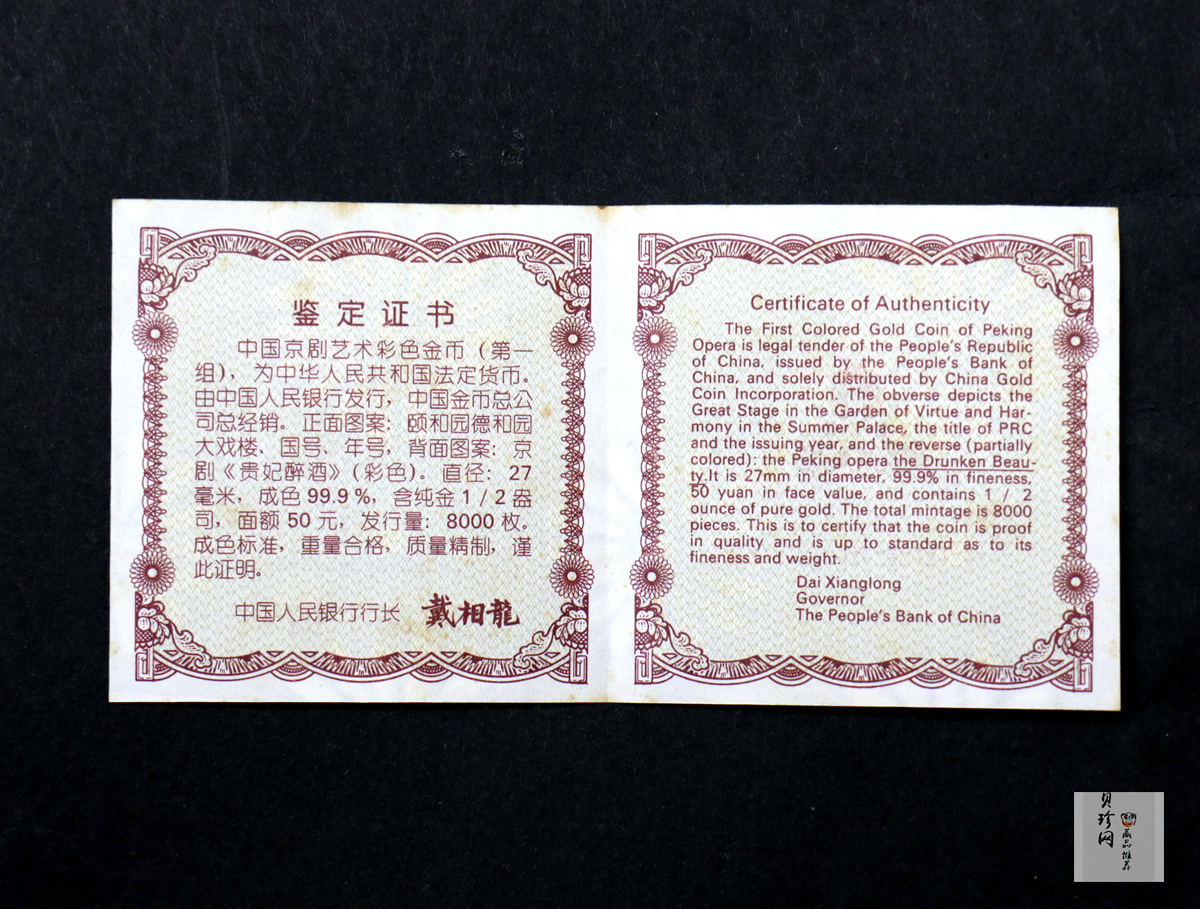 鉴定证书
中国京剧艺术彩色金币（第一
组），为中华人民共和国法定货币。
由中国人民银行发行，中国金币总公
司总经销。正面图案：颐和园德和园
大戏楼、国号、年号，背面图案：京
剧《贵妃醉酒》（彩色）。直径：27
毫米，成色99.9%，含纯金1/2盎
司，面额50元，发行量：8000枚。
成色标准，重量合格，质量精制，谨
此证明。
中国人民银行行长 戴相龍
Certificate of Authenticity
The First Colored Gold Coin of Peking
Opera is legal tender of the People's Republic
of China, issued by the People's Bank of
China, and solely distributed by China Gold
Coin Incorporation. The obverse depicts the
Great Stage in the Garden of Virtue and Har-
mony in the Summer Palace, the title of PRC
and the issuing year, and the reverse (partially
colored): the Peking opera the Drunken Beau-
ty.It is 27mm in diameter, 99.9% in fineness,
50 yuan in face value, and contains 1 / 2
ounce of pure gold. The total mintage is 8000
pieces. This is to certify that the coin is proof
in quality and is up to standard as to its
fineness and weight.
Dai Xianglong
Governor
The People's Bank of China
贝珍网
藏品推荐